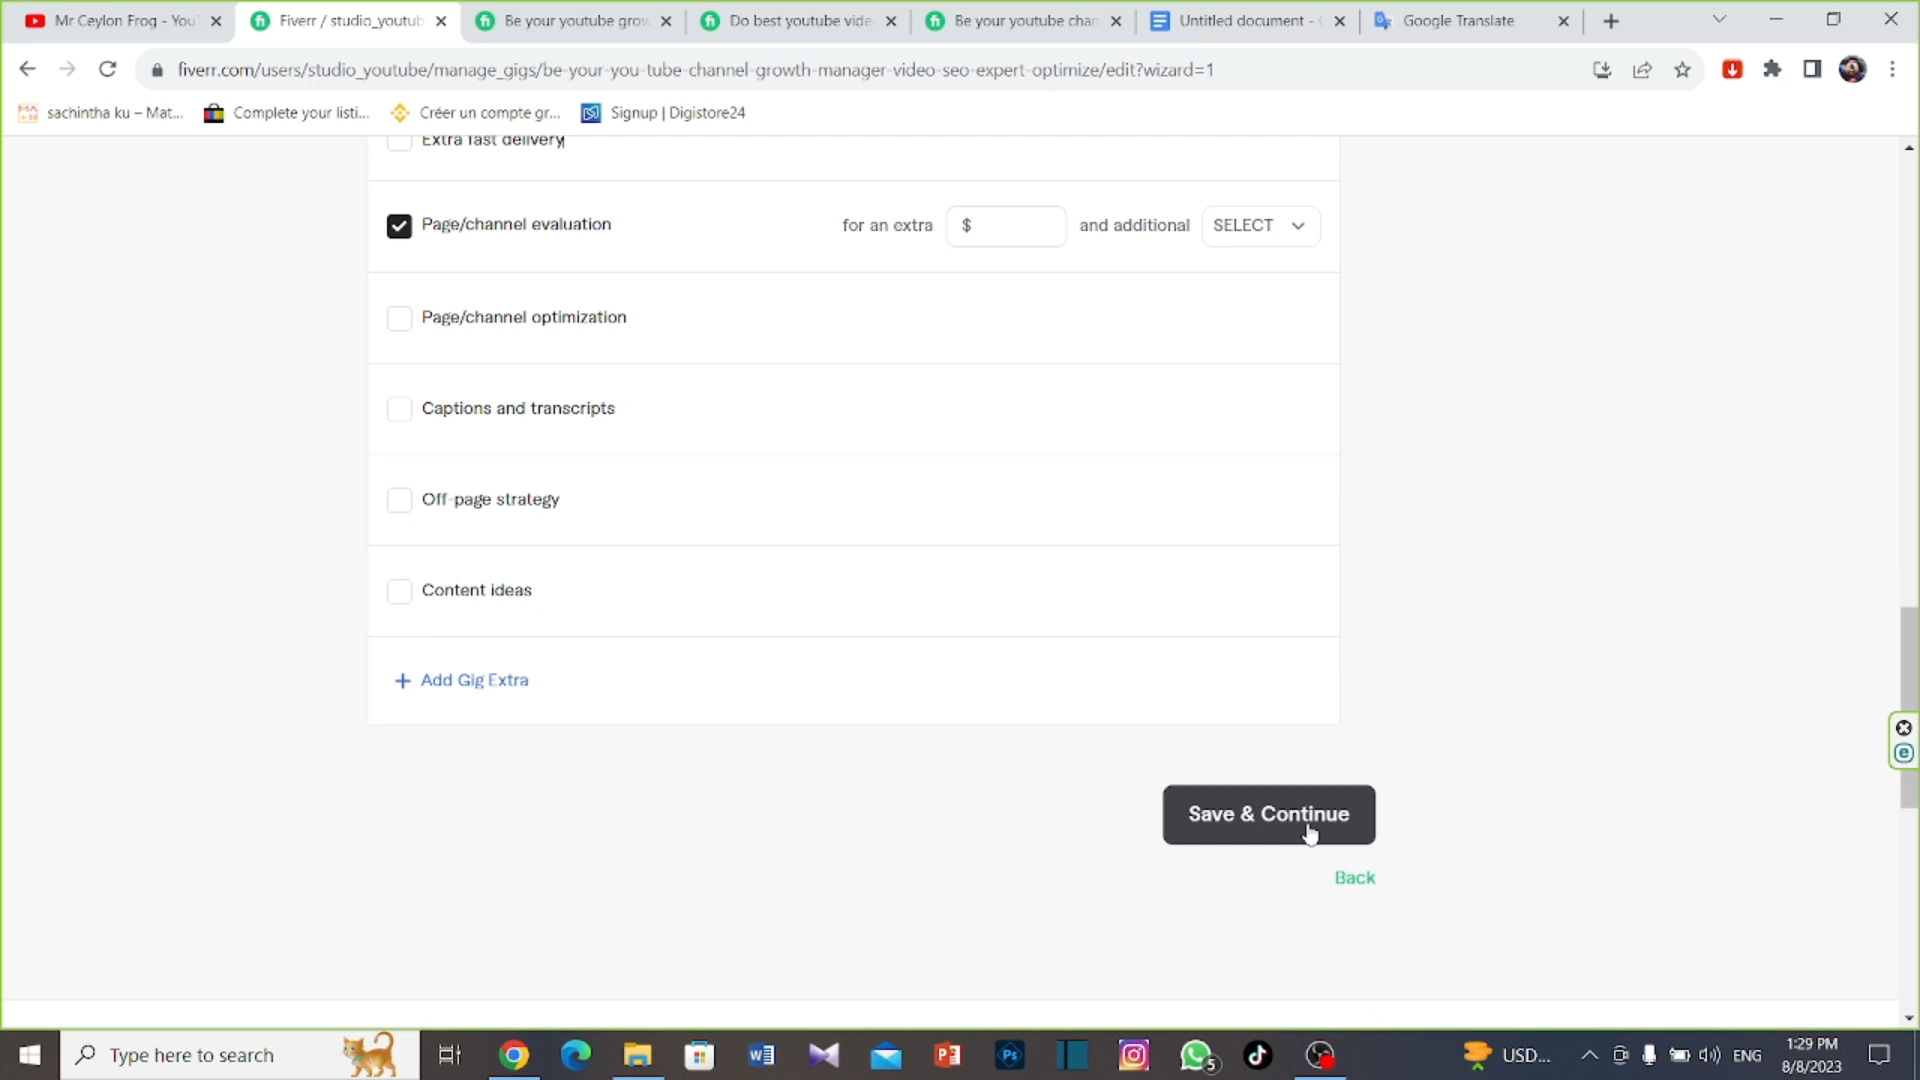 Mr Ceylon Frog - You
Fiverr / studio_youtub
Be your youtube grow
Do best youtube vide
Be your youtube chan
Untitled document -
Google Translate
fiverr.com/users/studio_youtube/manage_gigs/be-your-you-tube-channel-growth-manager-video-seo-expert-optimize/edit?wizard=1
sachintha ku – Mat...
Complete your listi...
Créer un compte gr...
Signup | Digistore24
Extra fast delivery
Page/channel evaluation for an extra $ and additional SELECT
Page/channel optimization
Captions and transcripts
Off-page strategy
Content ideas
+ Add Gig Extra
Save & Continue
Back
Type here to search
5
USD...
ENG
1:29 PM
8/8/2023